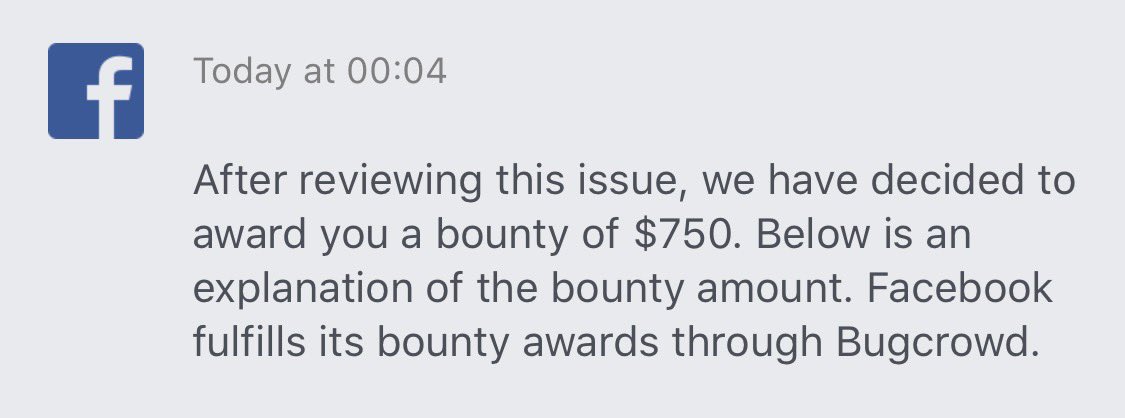 Today at 00:04
After reviewing this issue, we have decided to
award you a bounty of $750. Below is an
explanation of the bounty amount. Facebook
fulfills its bounty awards through Bugcrowd.